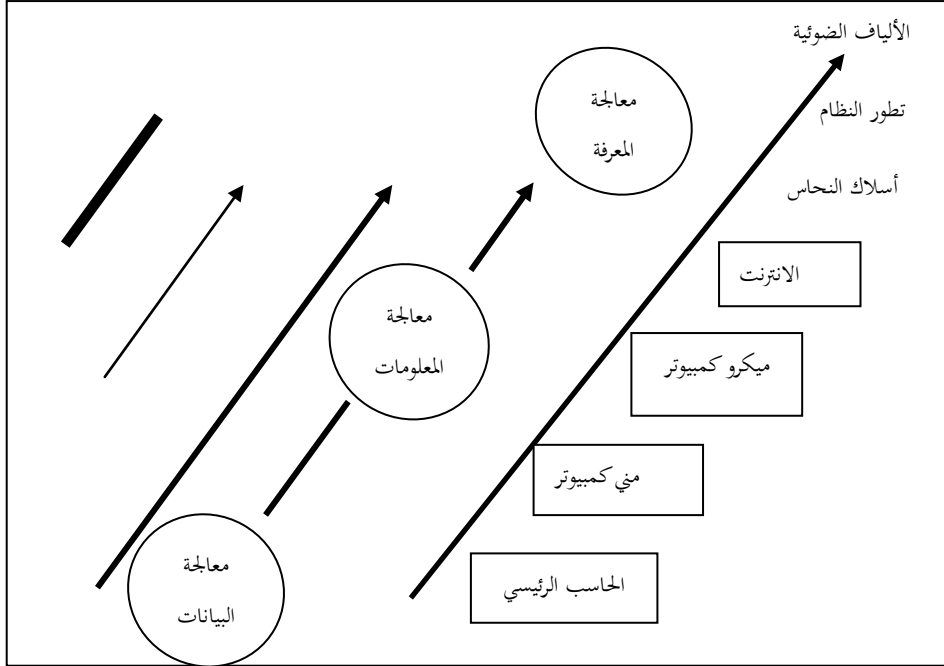 الألياف الضوئية
معالجة
المعرفة
تطور النظام
أسلاك النحاس
الانترنت
معالجة
المعلومات
ميكرو كمبيوتر
مني كمبيوتر
معالجة
البيانات
الحاسب الرئيسي